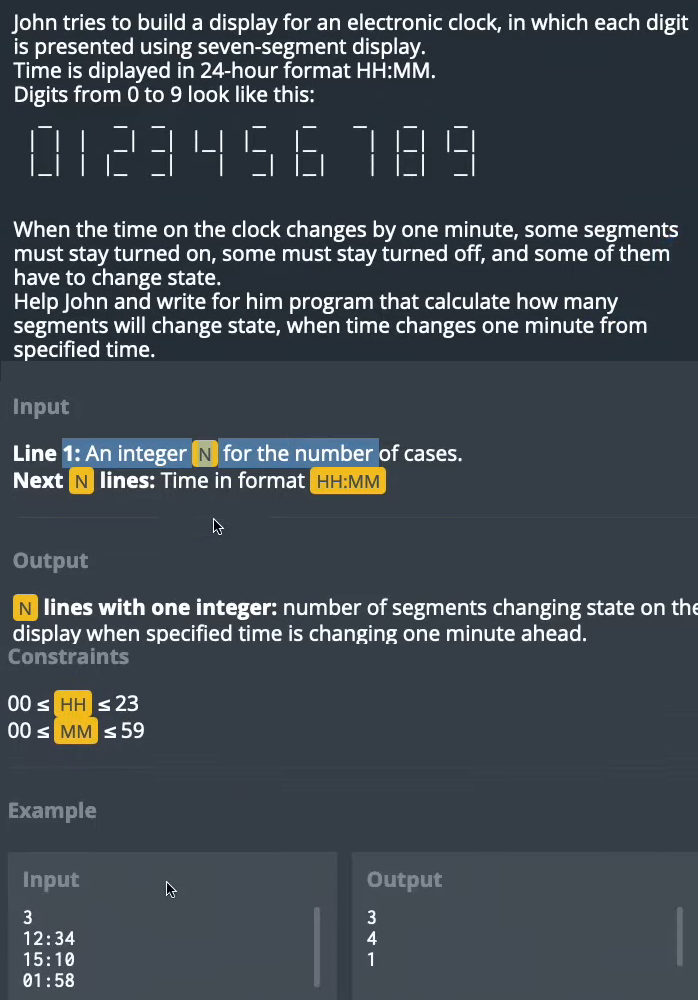 John tries to build a display for an electronic clock, in which each digit
is presented using seven-segment display.
Time is diplayed in 24-hour format HH:MM.
Digits from 0 to 9 look like this:
0 1 2 3 4 5 6 7 8 9
When the time on the clock changes by one minute, some segments
must stay turned on, some must stay turned off, and some of them
have to change state.
Help John and write for him program that calculate how many
segments will change state, when time changes one minute from
specified time.
Input
Line 1: An integer N for the number of cases.
Next N lines: Time in format HH:MM
Output
N lines with one integer: number of segments changing state on the
display when specified time is changing one minute ahead.
Constraints
00 ≤ HH ≤ 23
00 ≤ MM ≤ 59
Example
Input
3
12:34
15:10
01:58
Output
3
4
1